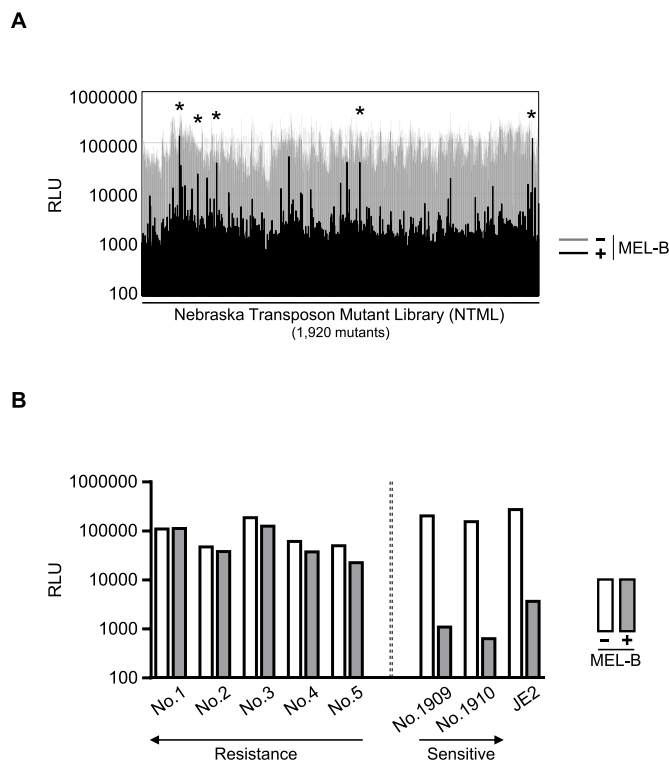 A
1000000
100000
10000
1000
100
RLU
* * * * *
Nebraska Transposon Mutant Library (NTML)
(1,920 mutants)
−
+
MEL-B
B
1000000
100000
10000
1000
100
RLU
No.1 No.2 No.3 No.4 No.5 No.1909 No.1910 JE2
Resistance Sensitive
− +
MEL-B